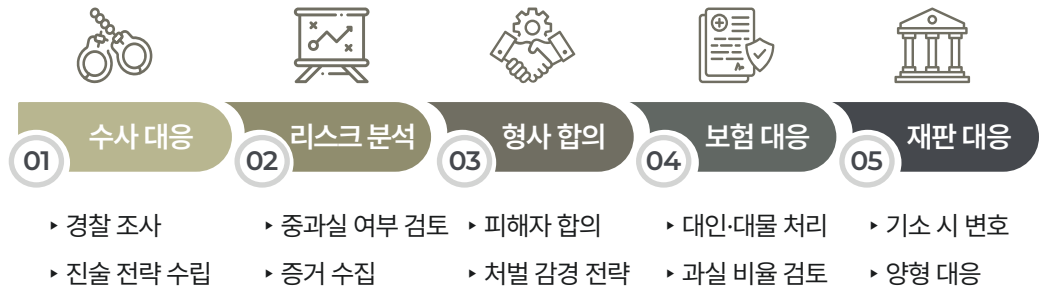 01 수사 대응
▸ 경찰 조사
▸ 진술 전략 수립
02 리스크 분석
▸ 중과실 여부 검토
▸ 증거 수집
03 형사 합의
▸ 피해자 합의
▸ 처벌 감경 전략
04 보험 대응
▸ 대인·대물 처리
▸ 과실 비율 검토
05 재판 대응
▸ 기소 시 변호
▸ 양형 대응